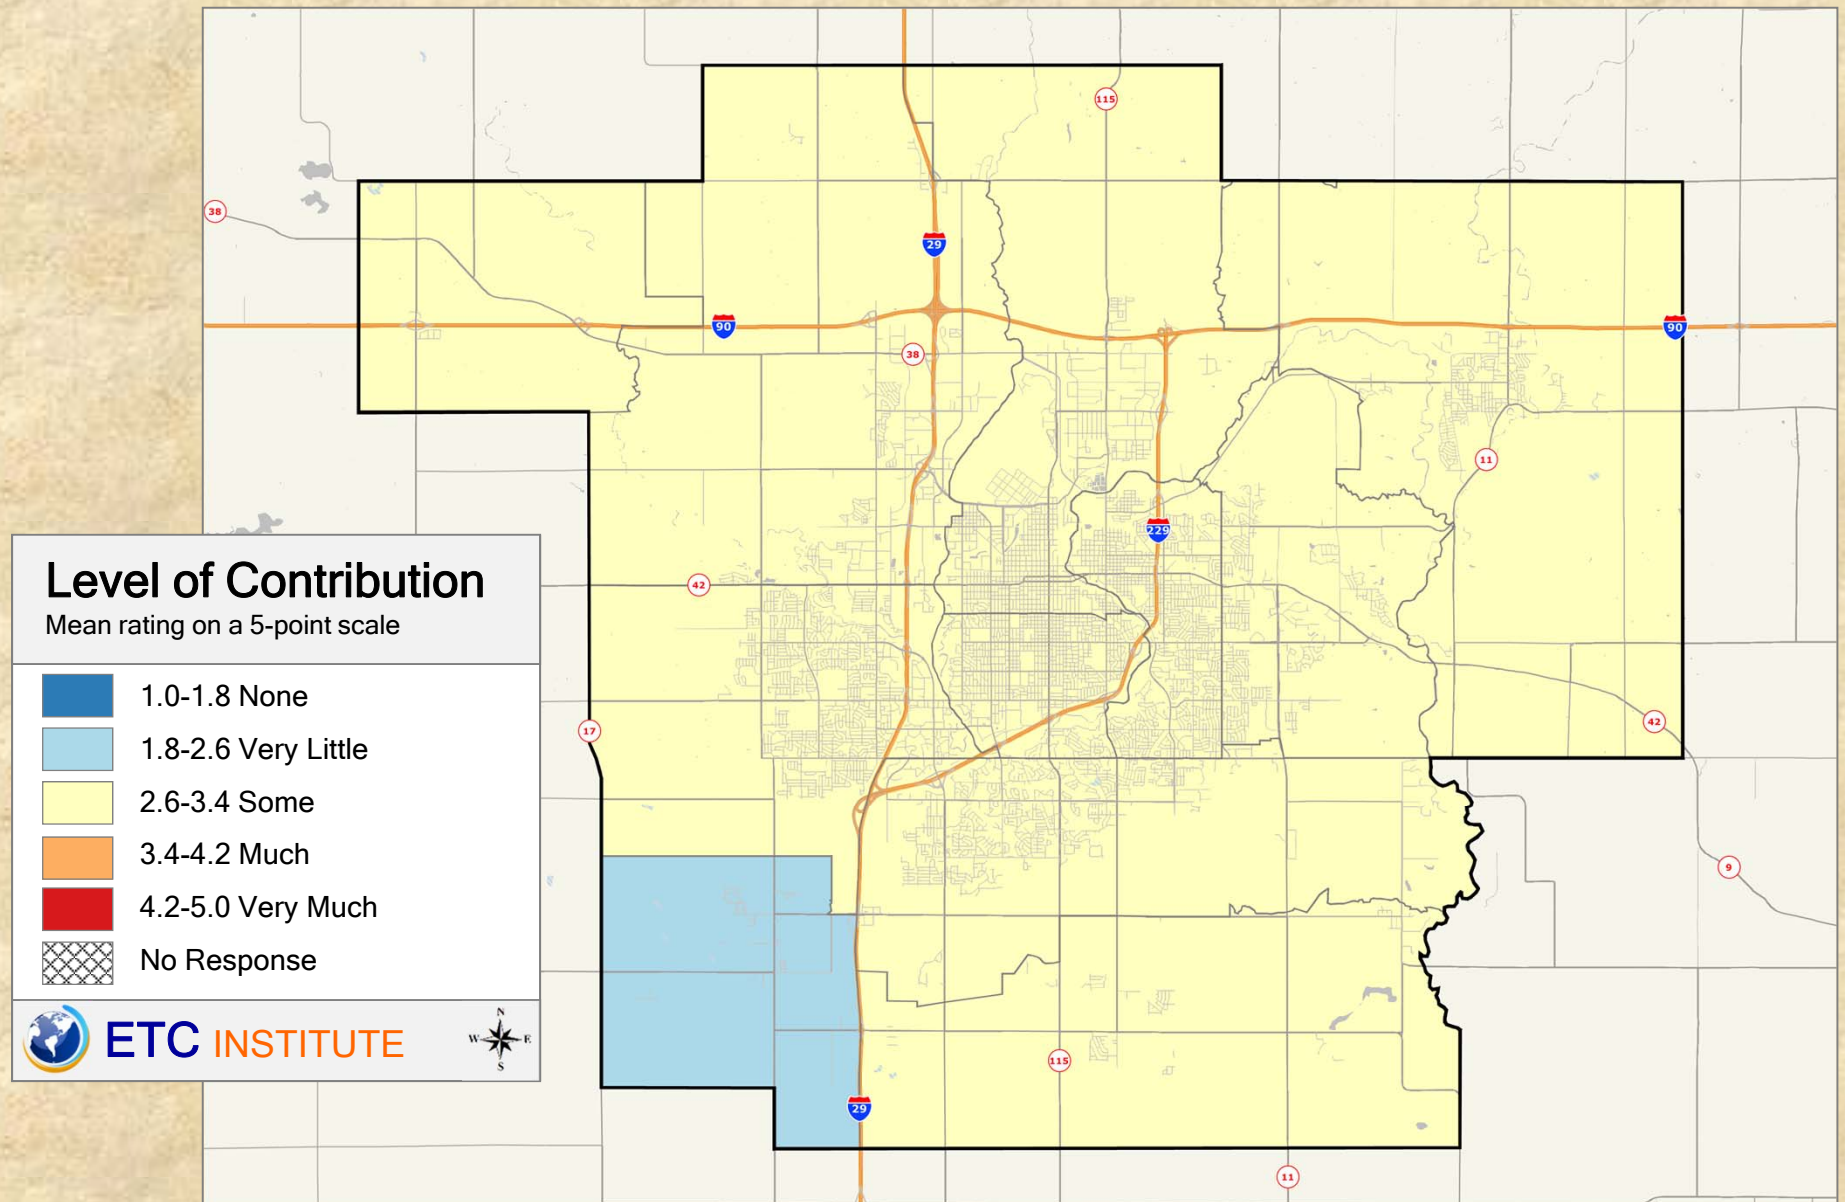 115
38
29
90
90
38
11
229
42
17
42
9
115
29
11
Level of Contribution
Mean rating on a 5-point scale
1.0-1.8 None
1.8-2.6 Very Little
2.6-3.4 Some
3.4-4.2 Much
4.2-5.0 Very Much
No Response
ETC INSTITUTE
N
W E
S